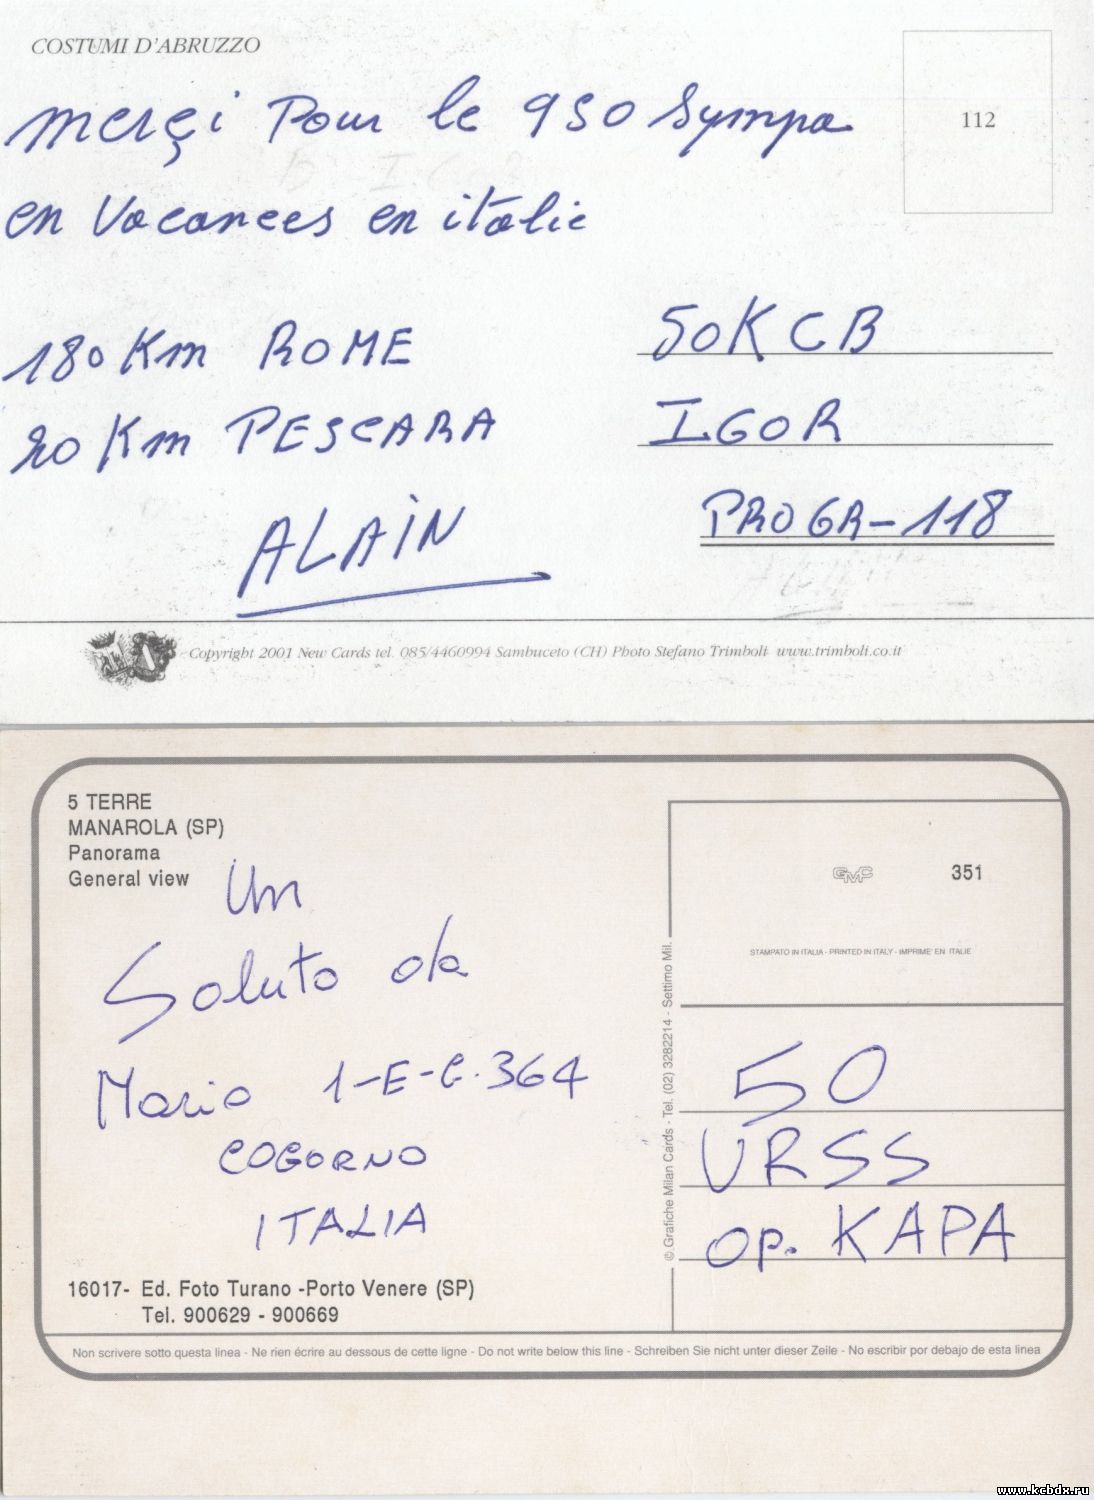 COSTUMI D'ABRUZZO
112
merçi Pour le 950 Sympa
en Vacances en italie
180 Km ROME
20 Km PESCARA
ALAIN
50KCB
IGOR
PROGR-118
Copyright 2001 New Cards tel. 085/4460994 Sambuceto (CH) Photo Stefano Trimboli www.trimboli.co.it
5 TERRE
MANAROLA (SP)
Panorama
General view
Un
Saluto da
Mario 1-E-C.364
COGORNO
ITALIA
16017- Ed. Foto Turano -Porto Venere (SP)
Tel. 900629 - 900669
© Grafiche Milan Cards - Tel. (02) 3282214 - Settimo Mil.
GMC
351
STAMPATO IN ITALIA - PRINTED IN ITALY - IMPRIME' EN ITALIE
50
URSS
op. KAPA
Non scrivere sotto questa linea - Ne rien écrire au dessous de cette ligne - Do not write below this line - Schreiben Sie nicht unter dieser Zeile - No escribir por debajo de esta linea
www.kcbdx.ru